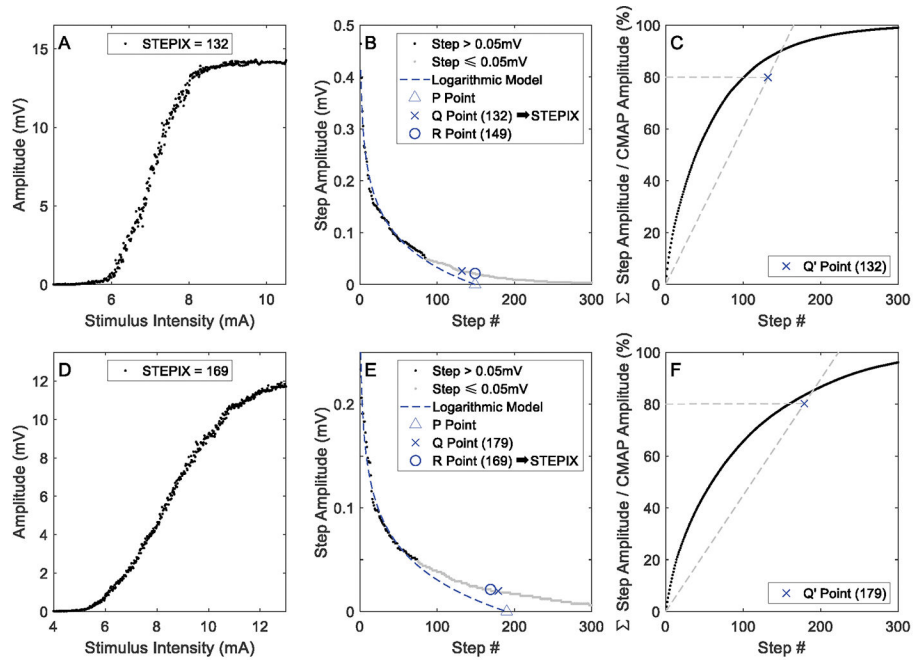 A
STEPIX = 132
15
10
5
0
6
8
10
Amplitude (mV)
Stimulus Intensity (mA)
B
Step > 0.05mV
Step ⩽ 0.05mV
Logarithmic Model
P Point
Q Point (132) ➡STEPIX
R Point (149)
0.5
0.4
0.3
0.2
0.1
0
0
100
200
300
Step Amplitude (mV)
Step #
C
100
80
60
40
20
0
0
100
200
300
Q' Point (132)
Σ Step Amplitude / CMAP Amplitude (%)
Step #
D
STEPIX = 169
12
10
8
6
4
2
0
4
6
8
10
12
Amplitude (mV)
Stimulus Intensity (mA)
E
Step > 0.05mV
Step ⩽ 0.05mV
Logarithmic Model
P Point
Q Point (179)
R Point (169) ➡STEPIX
0.2
0.1
0
0
100
200
300
Step Amplitude (mV)
Step #
F
100
80
60
40
20
0
0
100
200
300
Q' Point (179)
Σ Step Amplitude / CMAP Amplitude (%)
Step #